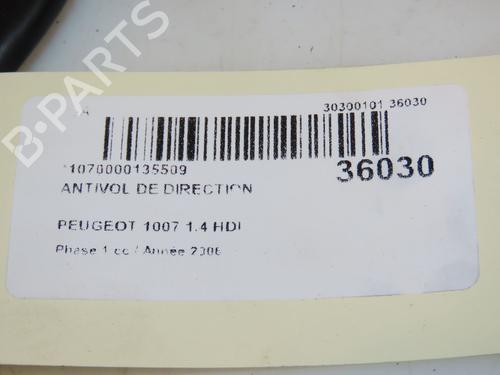 B-PARTS
30300101 36030
*1070000135509
36030
ANTIVOL DE DIRECTION
PEUGEOT 1007 1.4 HDI
Phase 1 cc / Année 2006